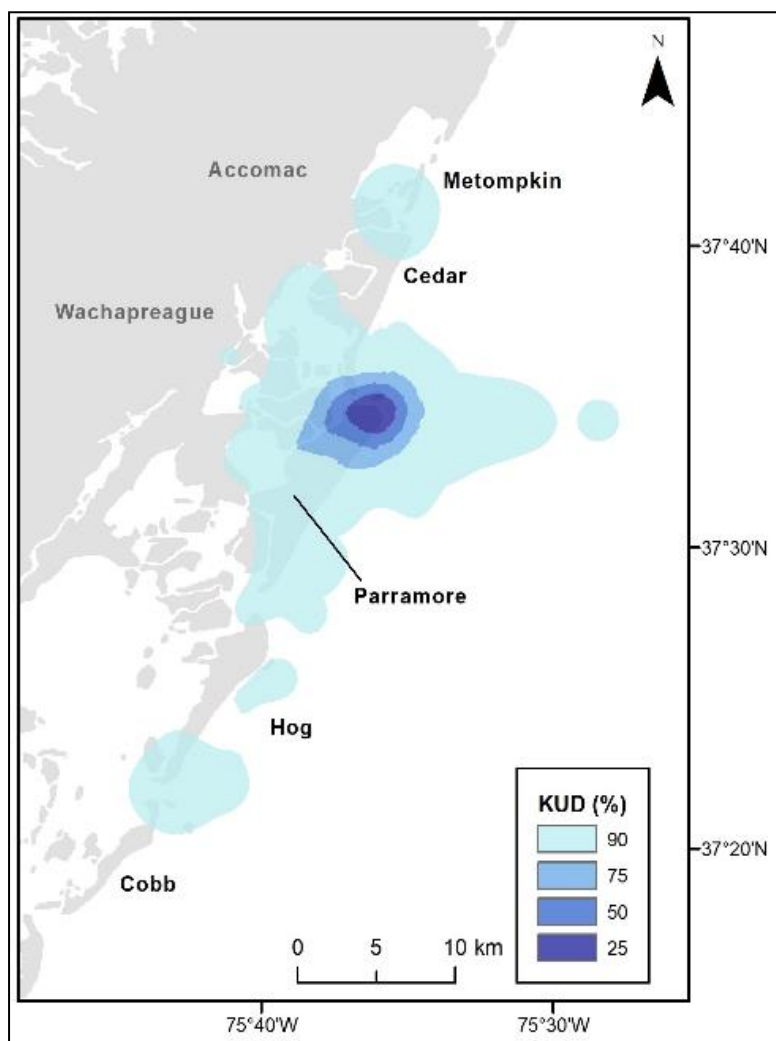 N
Accomac
Metompkin
37°40'N
Cedar
Wachapreague
37°30'N
Parramore
Hog
KUD (%)
90
75
50
25
37°20'N
Cobb
0 5 10 km
75°40'W 75°30'W